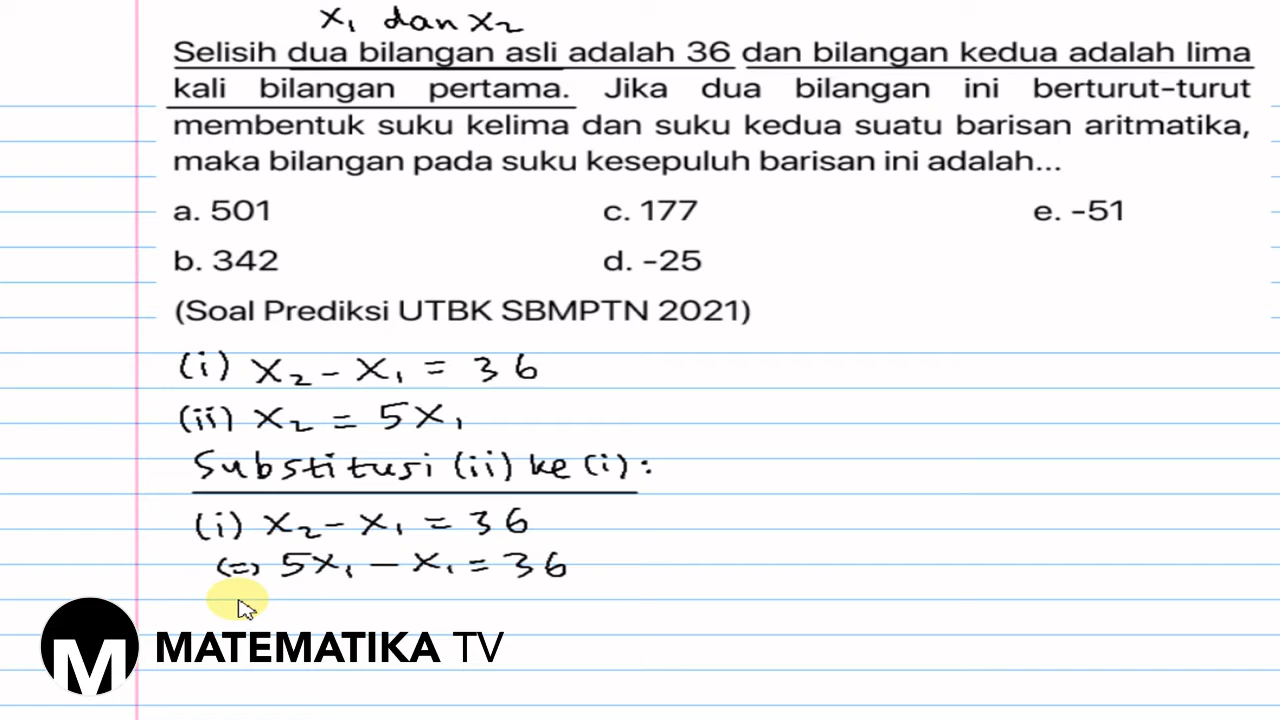 x₁ dan x₂
Selisih dua bilangan asli adalah 36 dan bilangan kedua adalah lima
kali bilangan pertama. Jika dua bilangan ini berturut-turut
membentuk suku kelima dan suku kedua suatu barisan aritmatika,
maka bilangan pada suku kesepuluh barisan ini adalah...
a. 501 c. 177 e. -51
b. 342 d. -25
(Soal Prediksi UTBK SBMPTN 2021)
(i) x₂ - x₁ = 36
(ii) x₂ = 5x₁
Substitusi (ii) ke (i) :
(i) x₂ - x₁ = 36
(=) 5x₁ - x₁ = 36
M MATEMATIKA TV